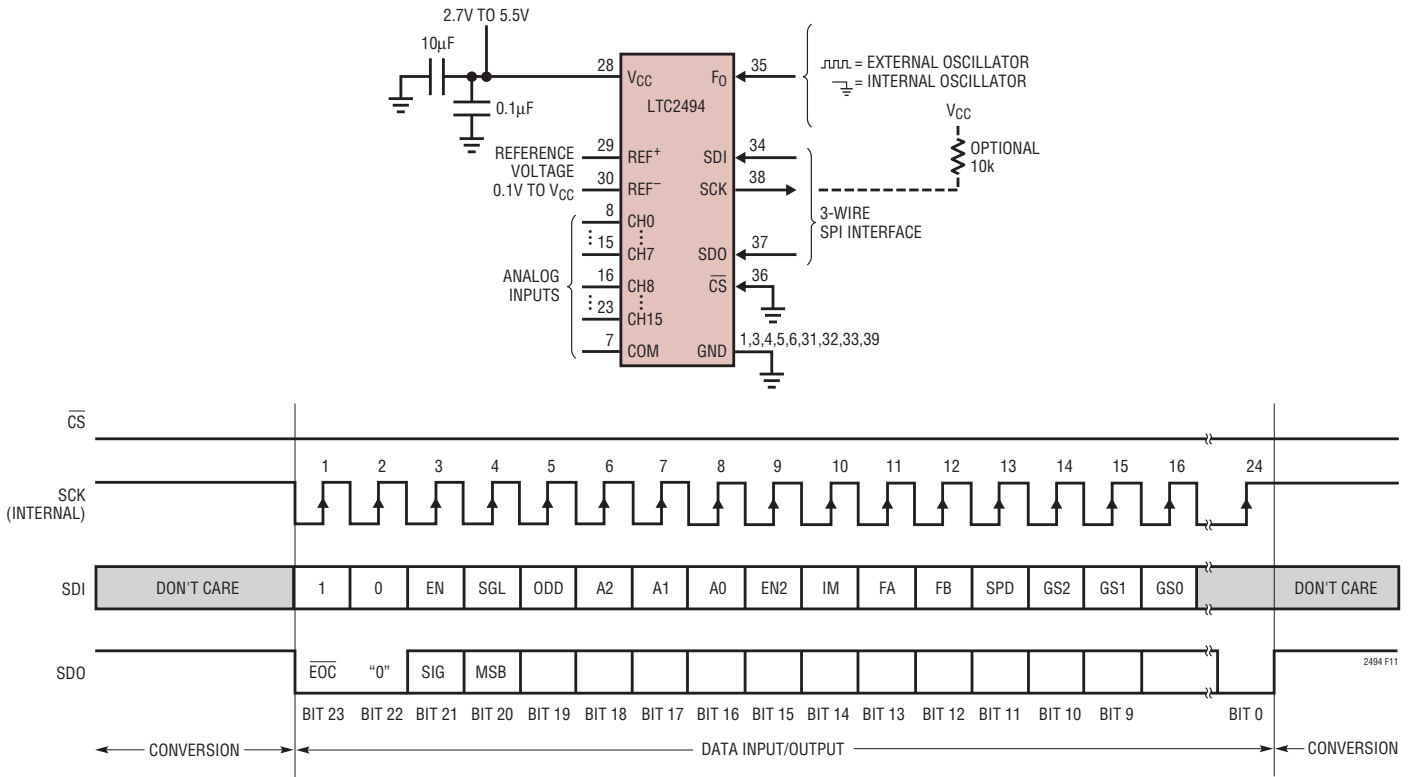 2.7V TO 5.5V
10µF
0.1µF
28
VCC
LTC2494
FO
35
= EXTERNAL OSCILLATOR
= INTERNAL OSCILLATOR
VCC
OPTIONAL
10k
REFERENCE
VOLTAGE
0.1V TO VCC
29
REF+
30
REF−
SDI
34
SCK
38
3-WIRE
SPI INTERFACE
ANALOG
INPUTS
8
CH0
15
CH7
16
CH8
23
CH15
7
COM
SDO
37
CS
36
GND
1,3,4,5,6,31,32,33,39
CS
1 2 3 4 5 6 7 8 9 10 11 12 13 14 15 16 24
SCK
(INTERNAL)
SDI
DON'T CARE 1 0 EN SGL ODD A2 A1 A0 EN2 IM FA FB SPD GS2 GS1 GS0 DON'T CARE
SDO
EOC "0" SIG MSB
2494 F11
BIT 23 BIT 22 BIT 21 BIT 20 BIT 19 BIT 18 BIT 17 BIT 16 BIT 15 BIT 14 BIT 13 BIT 12 BIT 11 BIT 10 BIT 9 BIT 0
CONVERSION DATA INPUT/OUTPUT CONVERSION